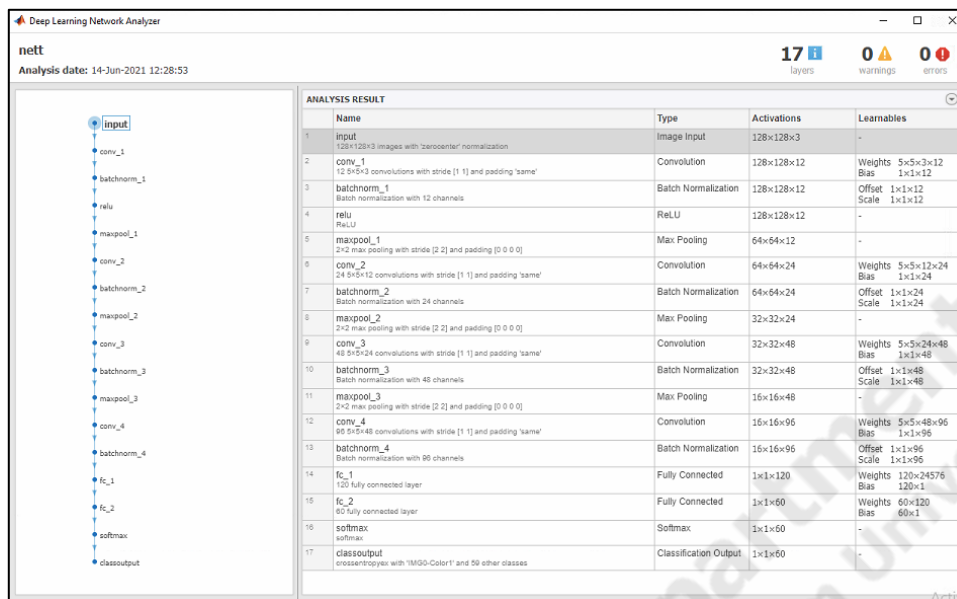 Deep Learning Network Analyzer
nett
Analysis date: 14-Jun-2021 12:28:53
17
layers
0
warnings
0
errors
input
conv_1
batchnorm_1
relu
maxpool_1
conv_2
batchnorm_2
maxpool_2
conv_3
batchnorm_3
maxpool_3
conv_4
batchnorm_4
fc_1
fc_2
softmax
classoutput
ANALYSIS RESULT
Name Type Activations Learnables
1 input Image Input 128×128×3 -
128×128×3 images with 'zerocenter' normalization
2 conv_1 Convolution 128×128×12 Weights 5×5×3×12
12 5×5×3 convolutions with stride [1 1] and padding 'same' Bias 1×1×12
3 batchnorm_1 Batch Normalization 128×128×12 Offset 1×1×12
Batch normalization with 12 channels Scale 1×1×12
4 relu ReLU 128×128×12 -
ReLU
5 maxpool_1 Max Pooling 64×64×12 -
2×2 max pooling with stride [2 2] and padding [0 0 0 0]
6 conv_2 Convolution 64×64×24 Weights 5×5×12×24
24 5×5×12 convolutions with stride [1 1] and padding 'same' Bias 1×1×24
7 batchnorm_2 Batch Normalization 64×64×24 Offset 1×1×24
Batch normalization with 24 channels Scale 1×1×24
8 maxpool_2 Max Pooling 32×32×24 -
2×2 max pooling with stride [2 2] and padding [0 0 0 0]
9 conv_3 Convolution 32×32×48 Weights 5×5×24×48
48 5×5×24 convolutions with stride [1 1] and padding 'same' Bias 1×1×48
10 batchnorm_3 Batch Normalization 32×32×48 Offset 1×1×48
Batch normalization with 48 channels Scale 1×1×48
11 maxpool_3 Max Pooling 16×16×48 -
2×2 max pooling with stride [2 2] and padding [0 0 0 0]
12 conv_4 Convolution 16×16×96 Weights 5×5×48×96
96 5×5×48 convolutions with stride [1 1] and padding 'same' Bias 1×1×96
13 batchnorm_4 Batch Normalization 16×16×96 Offset 1×1×96
Batch normalization with 96 channels Scale 1×1×96
14 fc_1 Fully Connected 1×1×120 Weights 120×24576
120 fully connected layer Bias 120×1
15 fc_2 Fully Connected 1×1×60 Weights 60×120
60 fully connected layer Bias 60×1
16 softmax Softmax 1×1×60 -
softmax
17 classoutput Classification Output 1×1×60 -
crossentropyex with 'IMG0-Color1' and 59 other classes